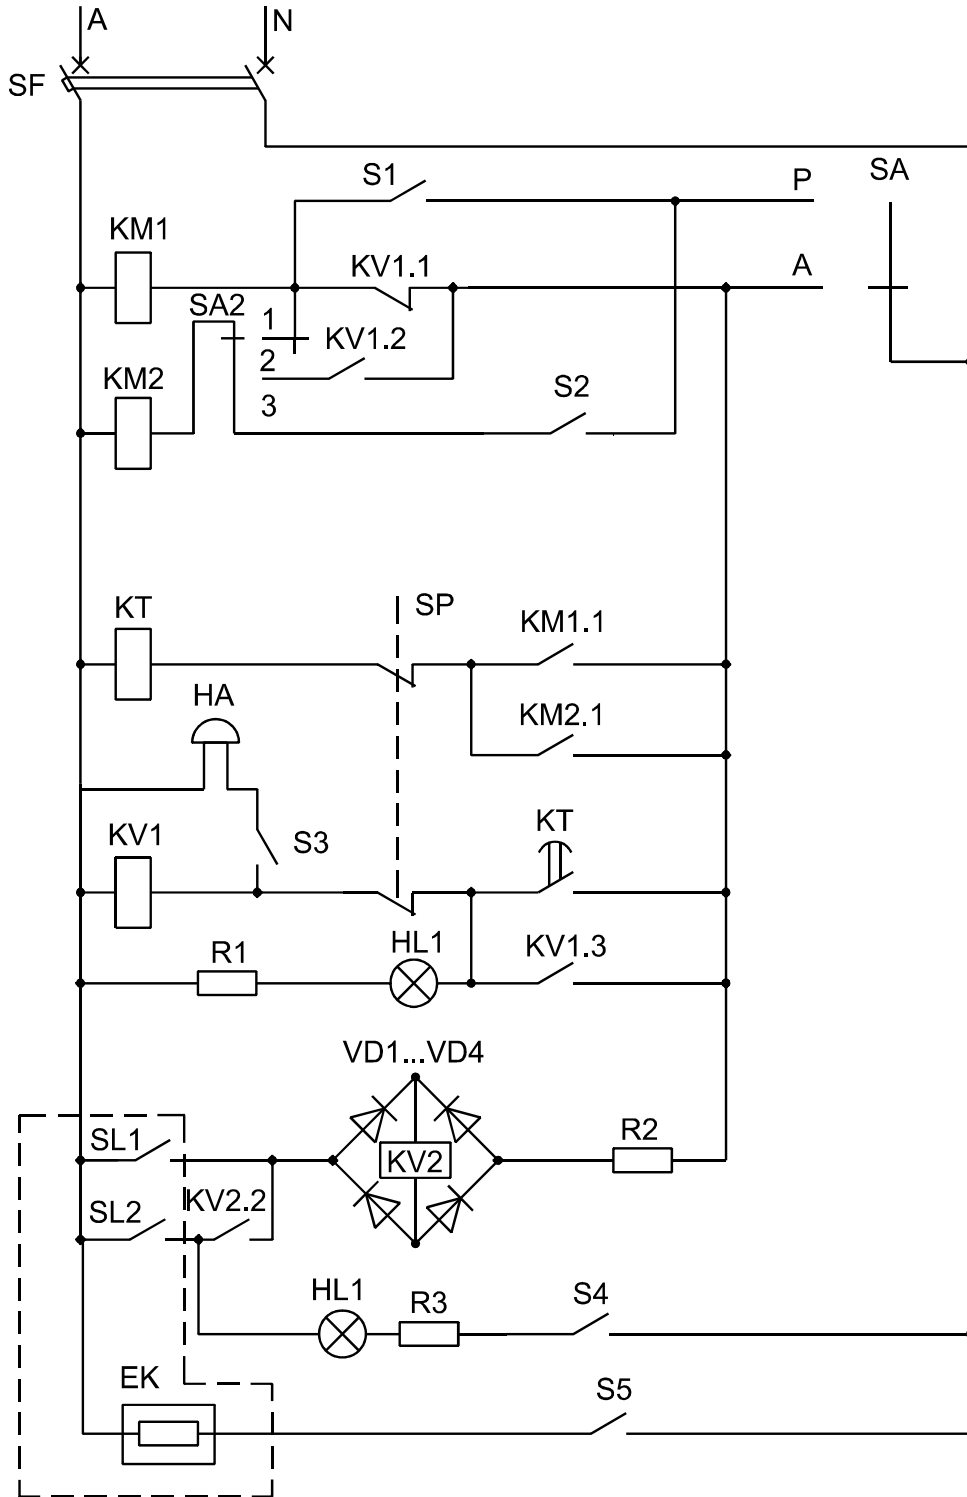 A
N
SF
S1
P
SA
KM1
KV1.1
A
SA2
1
KV1.2
2
KM2
3
S2
KT
SP
KM1.1
HA
KM2.1
KT
KV1
S3
R1
HL1
KV1.3
VD1...VD4
SL1
KV2
R2
SL2
KV2.2
HL1
R3
S4
EK
S5